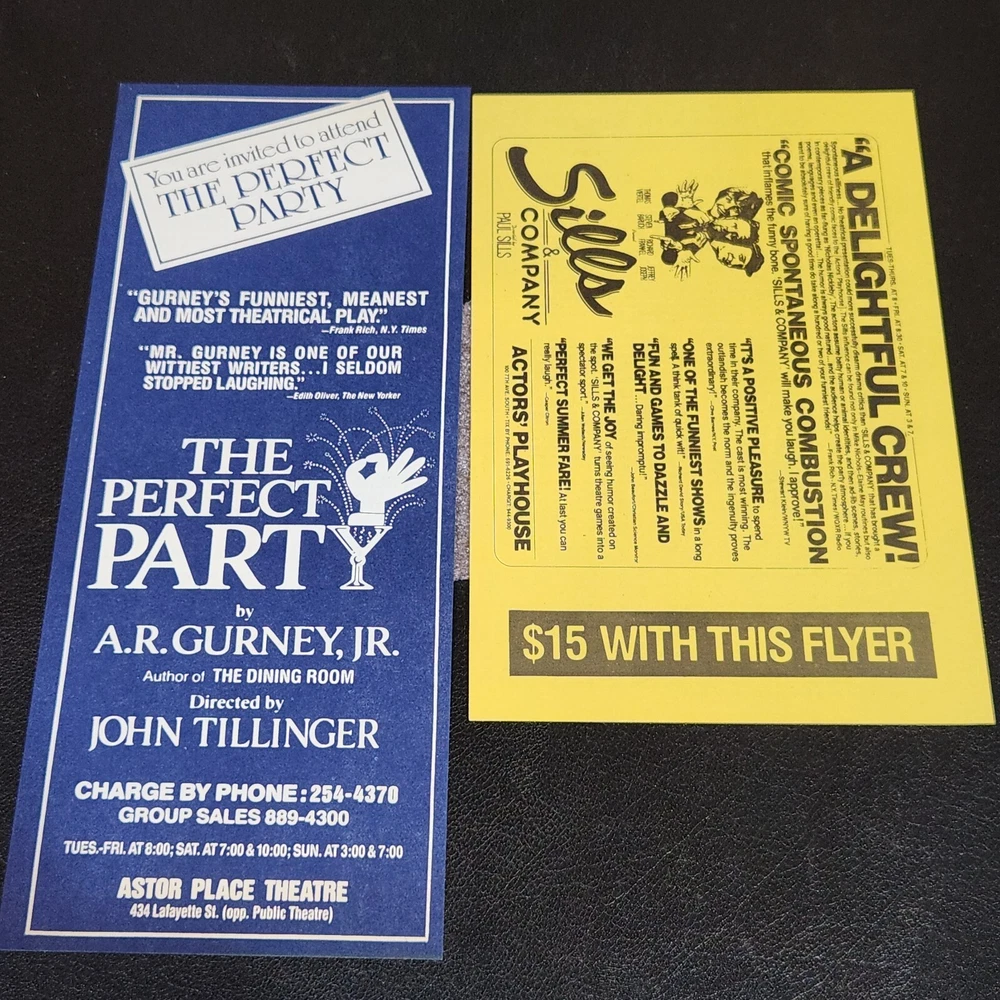 You are invited to attend
THE PERFECT
PARTY
"GURNEY'S FUNNIEST, MEANEST
AND MOST THEATRICAL PLAY."
—Frank Rich, N.Y. Times
"MR. GURNEY IS ONE OF OUR
WITTIEST WRITERS...I SELDOM
STOPPED LAUGHING."
—Edith Oliver, The New Yorker
THE
PERFECT
PARTY
by
A.R. GURNEY, JR.
Author of THE DINING ROOM
Directed by
JOHN TILLINGER
CHARGE BY PHONE: 254-4370
GROUP SALES 889-4300
TUES.-FRI. AT 8:00; SAT. AT 7:00 & 10:00; SUN. AT 3:00 & 7:00
ASTOR PLACE THEATRE
434 Lafayette St. (opp. Public Theatre)
"A DELIGHTFUL CREW!
"COMIC SPONTANEOUS COMBUSTION
that inflames the funny bone. 'SILLS & COMPANY' will make you laugh. I approve!"
—Stewart Klein/WNYW TV
Sills
&
COMPANY
PAUL SILLS
"IT'S A POSITIVE PLEASURE to spend
time in their company. The cast is most winning. The
outlandish becomes the norm and the ingenuity proves
extraordinary!"
"ONE OF THE FUNNIEST SHOWS in a long
spell. A think tank of quick wit!"
"FUN AND GAMES TO DAZZLE AND
DELIGHT ... Daring impromptu!"
"WE GET THE JOY of seeing humor created on
the spot. 'SILLS & COMPANY' turns theatre games into a
spectator sport."
"PERFECT SUMMER FARE! At last you can
really laugh."
ACTORS' PLAYHOUSE
$15 WITH THIS FLYER